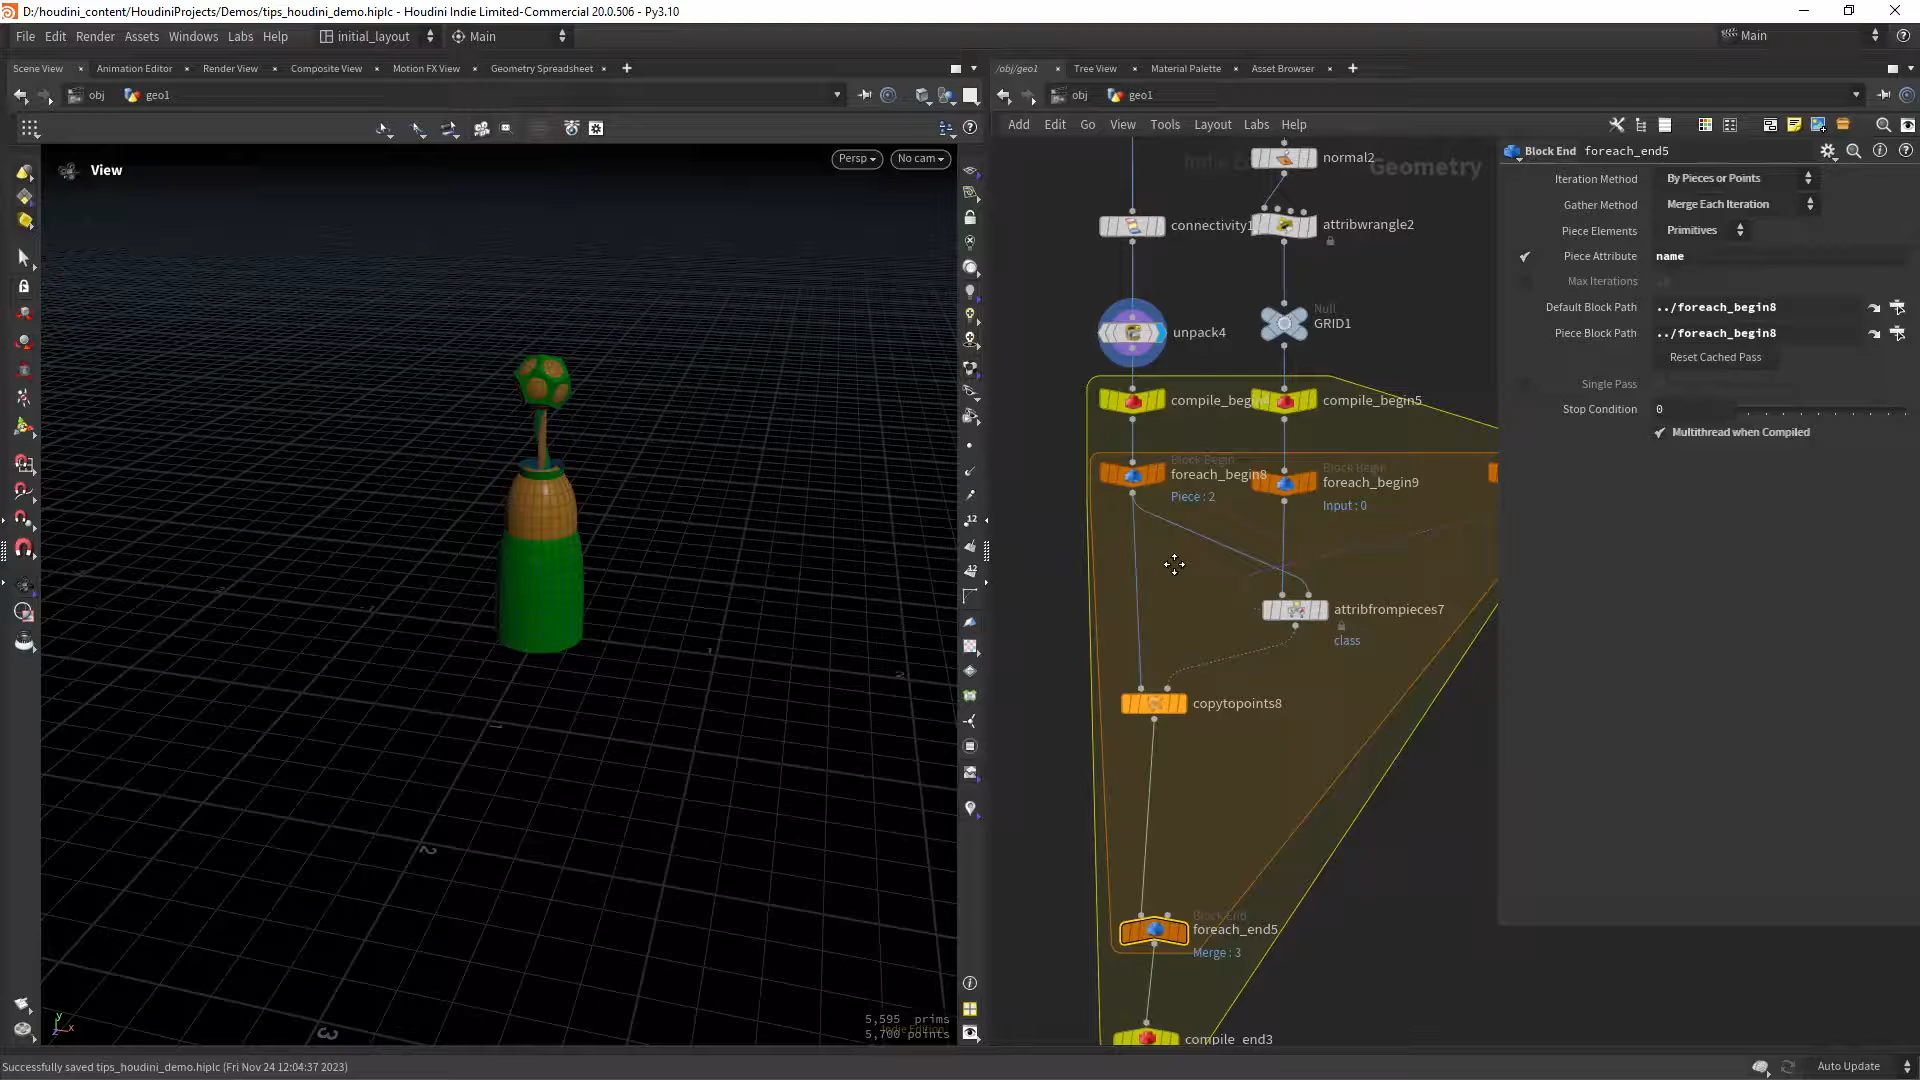 D:/houdini_content/HoudiniProjects/Demos/tips_houdini_demo.hiplc - Houdini Indie Limited-Commercial 20.0.506 - Py3.10
File Edit Render Assets Windows Labs Help initial_layout Main Main
Scene View Animation Editor Render View Composite View Motion FX View Geometry Spreadsheet
/obj/geo1 Tree View Material Palette Asset Browser
obj geo1
obj geo1
Add Edit Go View Tools Layout Labs Help
View
Persp
No cam
Geometry
normal2
connectivity1
attribwrangle2
unpack4
Null
GRID1
compile_begin5
Block Begin
foreach_begin8
Piece : 2
Block Begin
foreach_begin9
Input : 0
attribfrompieces7
class
copytopoints8
Block End
foreach_end5
Merge : 3
compile_end3
Block End foreach_end5
Iteration Method By Pieces or Points
Gather Method Merge Each Iteration
Piece Elements Primitives
Piece Attribute name
Max Iterations
Default Block Path ../foreach_begin8
Piece Block Path ../foreach_begin8
Reset Cached Pass
Single Pass
Stop Condition 0
Multithread when Compiled
12
12
5,595 prims
Indie Edition
5,700 points
y
z x
Successfully saved tips_houdini_demo.hiplc (Fri Nov 24 12:04:37 2023)
Auto Update